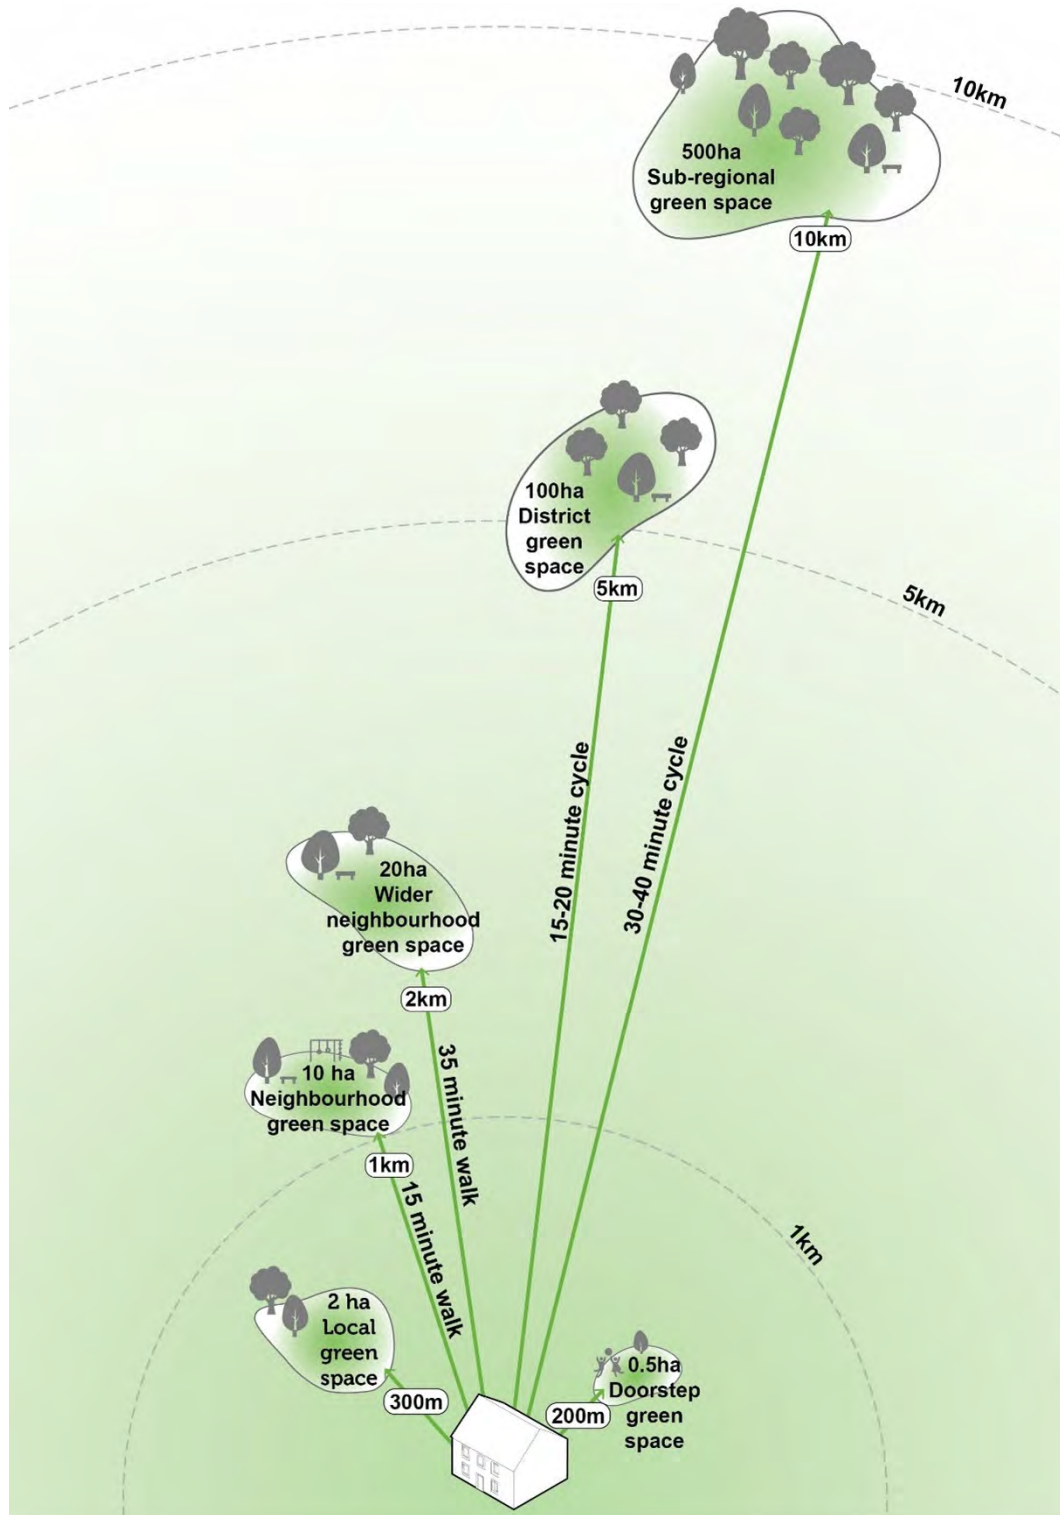 10km
500ha
Sub-regional
green space
10km
100ha
District
green
space
5km
5km
15-20 minute cycle
30-40 minute cycle
20ha
Wider
neighbourhood
green space
2km
35 minute walk
10 ha
Neighbourhood
green space
1km
15 minute walk
1km
2 ha
Local
green
space
300m
0.5ha
Doorstep
green
space
200m